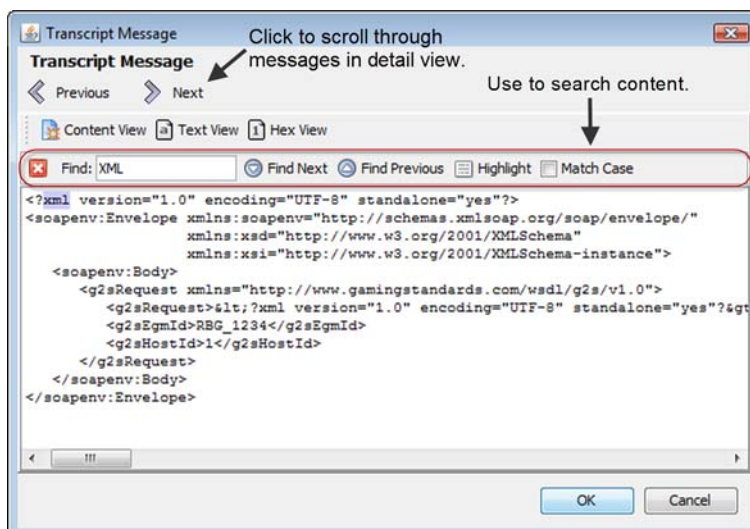 Transcript Message
Click to scroll through
messages in detail view.
Transcript Message
Previous Next
Use to search content.
Content View a Text View 1 Hex View
Find: XML Find Next Find Previous Highlight Match Case
<?xml version="1.0" encoding="UTF-8" standalone="yes"?>
<soapenv:Envelope xmlns:soapenv="http://schemas.xmlsoap.org/soap/envelope/"
xmlns:xsd="http://www.w3.org/2001/XMLSchema"
xmlns:xsi="http://www.w3.org/2001/XMLSchema-instance">
<soapenv:Body>
<g2sRequest xmlns="http://www.gamingstandards.com/wsdl/g2s/v1.0">
<g2sRequest>&lt;?xml version="1.0" encoding="UTF-8" standalone="yes"?&gt
<g2sEgmId>RBG_1234</g2sEgmId>
<g2sHostId>1</g2sHostId>
</g2sRequest>
</soapenv:Body>
</soapenv:Envelope>
OK Cancel